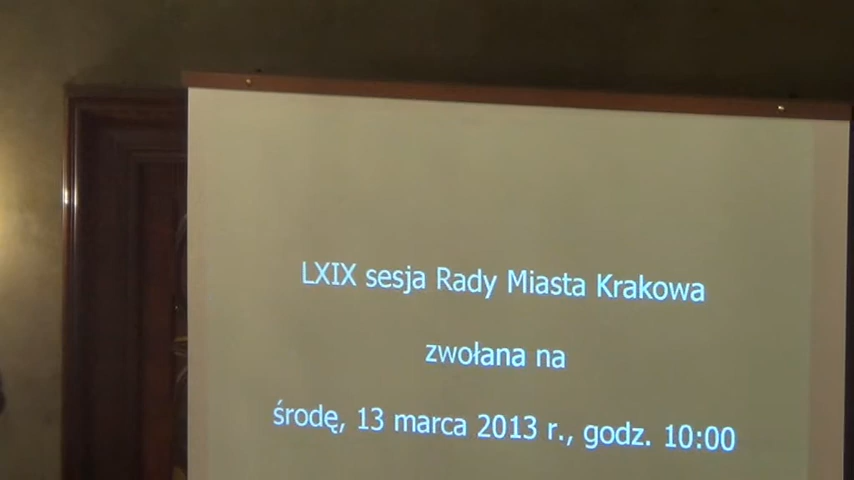 LXIX sesja Rady Miasta Krakowa
zwołana na
środę, 13 marca 2013 r., godz. 10:00